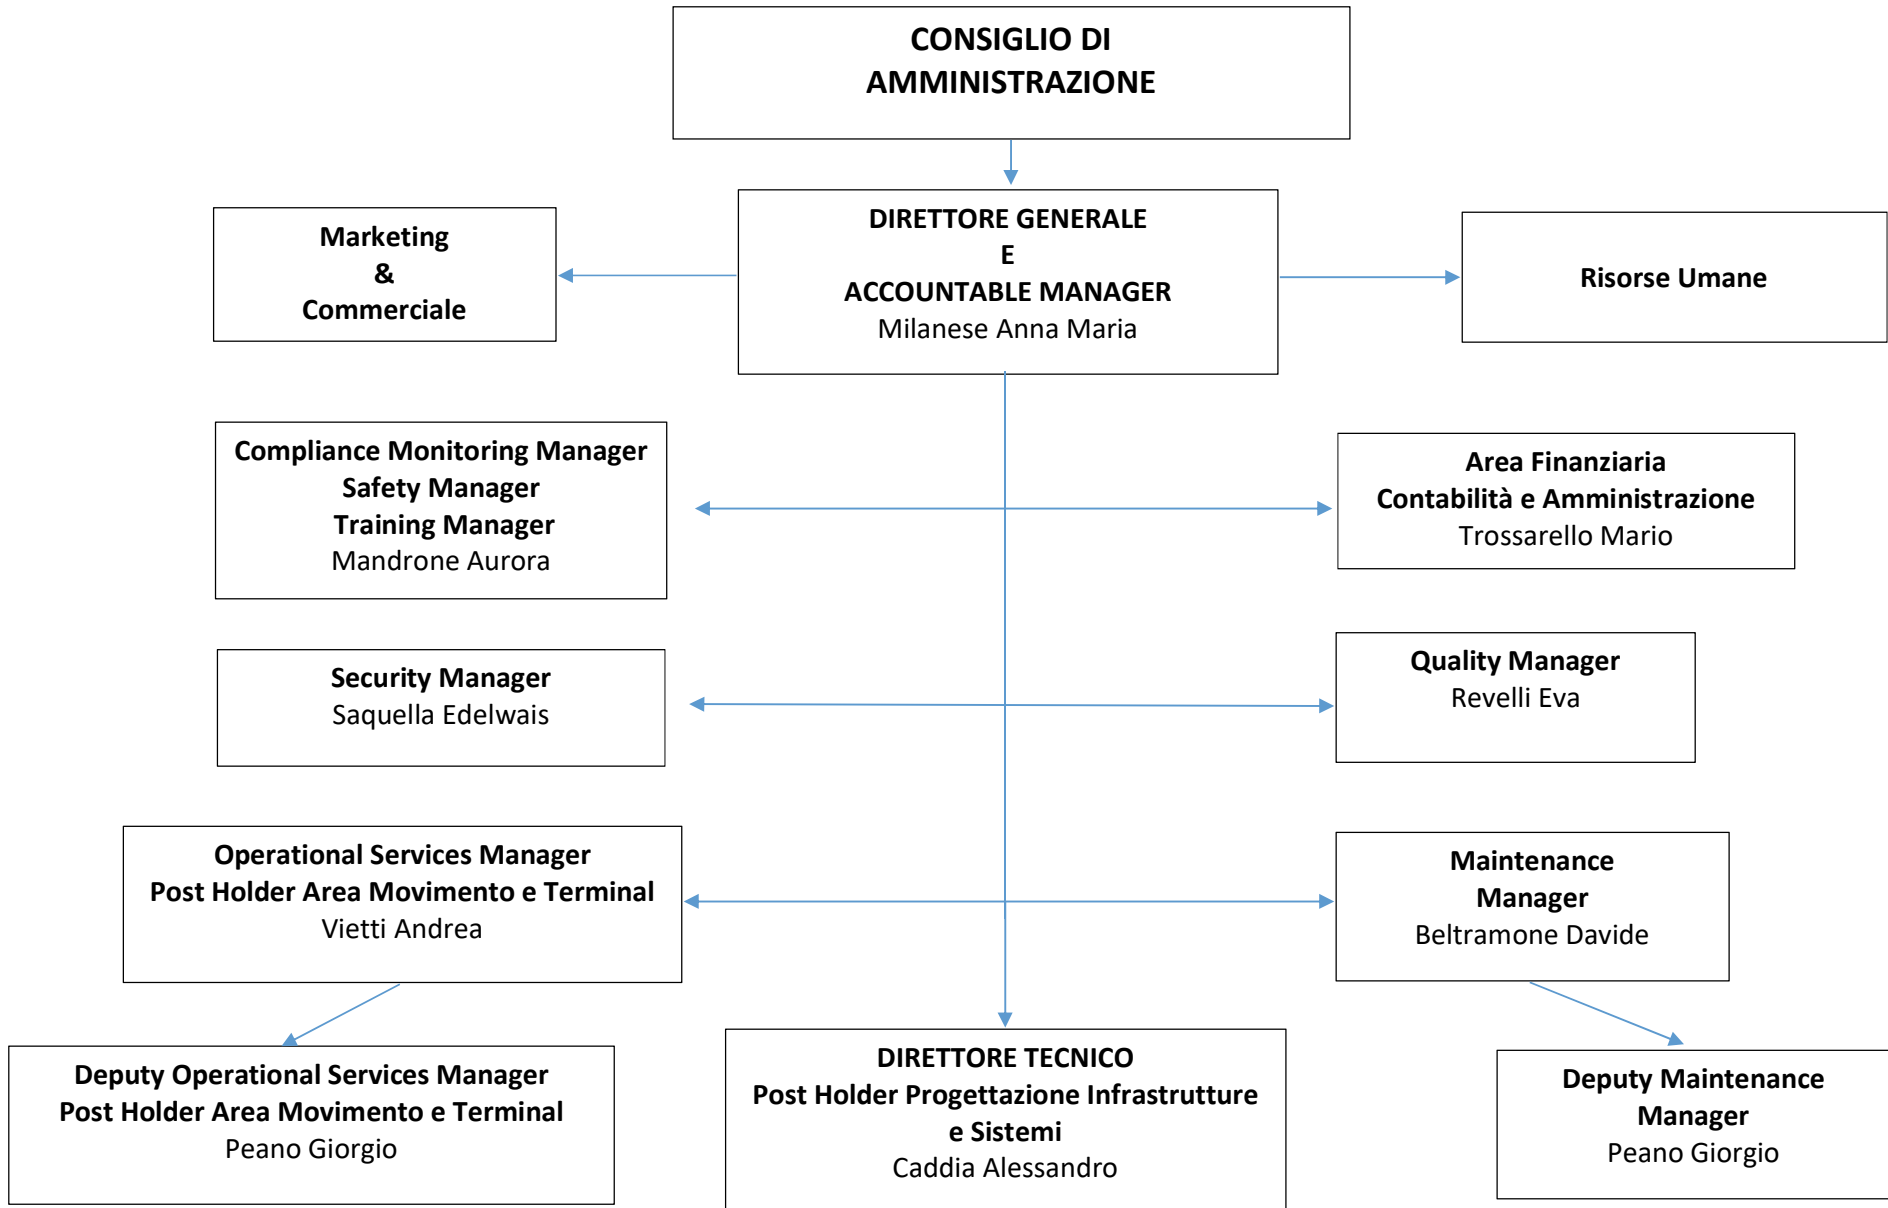 CONSIGLIO DI
AMMINISTRAZIONE
Marketing
&
Commerciale
DIRETTORE GENERALE
E
ACCOUNTABLE MANAGER
Milanese Anna Maria
Risorse Umane
Compliance Monitoring Manager
Safety Manager
Training Manager
Mandrone Aurora
Area Finanziaria
Contabilità e Amministrazione
Trossarello Mario
Security Manager
Saquella Edelwais
Quality Manager
Revelli Eva
Operational Services Manager
Post Holder Area Movimento e Terminal
Vietti Andrea
Maintenance
Manager
Beltramone Davide
Deputy Operational Services Manager
Post Holder Area Movimento e Terminal
Peano Giorgio
DIRETTORE TECNICO
Post Holder Progettazione Infrastrutture
e Sistemi
Caddia Alessandro
Deputy Maintenance
Manager
Peano Giorgio